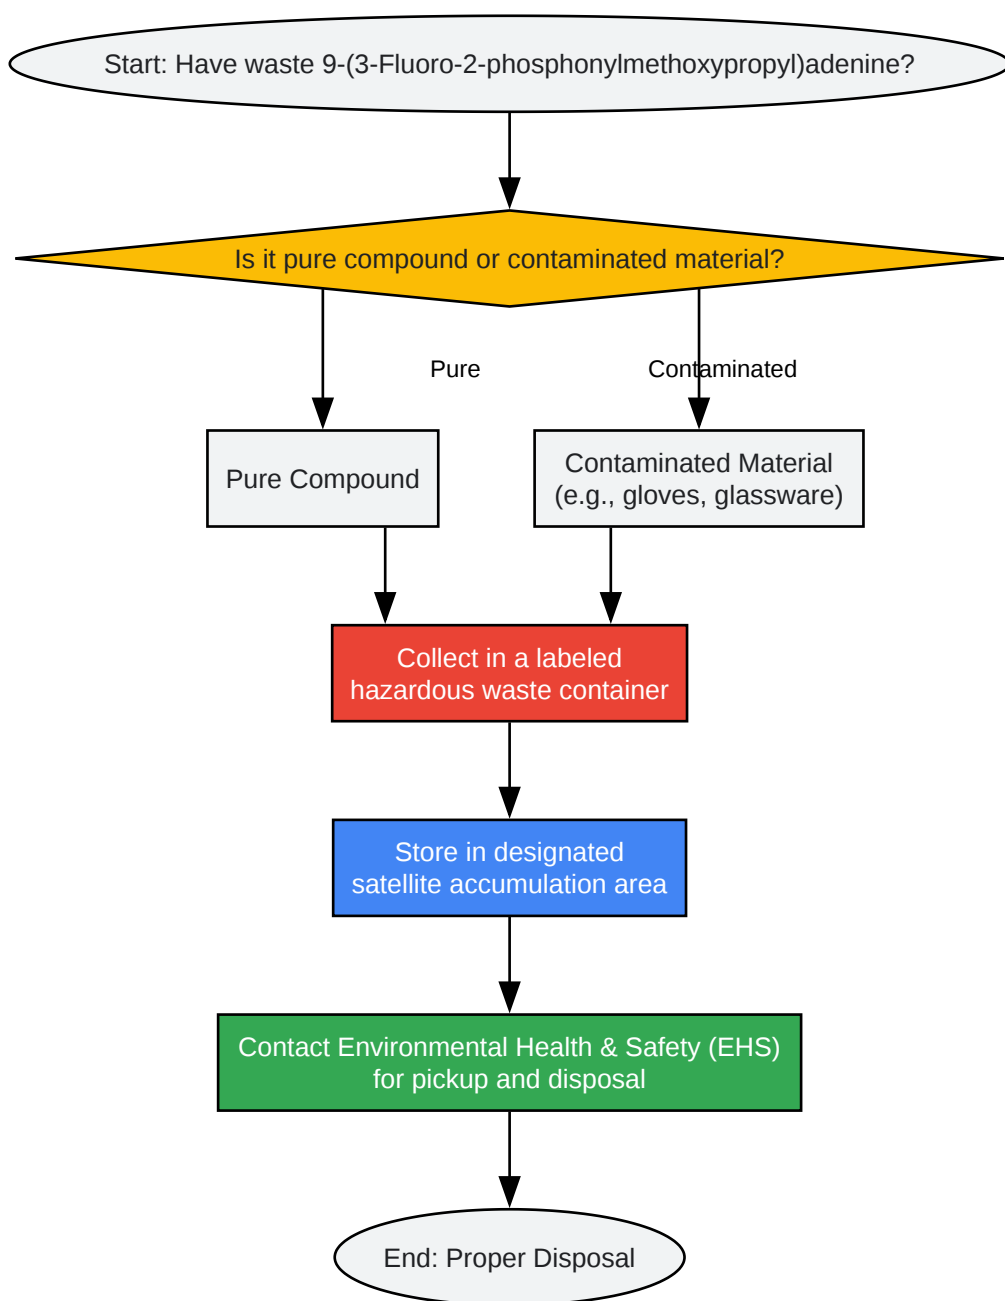 Start: Have waste 9-(3-Fluoro-2-phosphonylmethoxypropyl)adenine?
Is it pure compound or contaminated material?
Pure
Contaminated
Pure Compound
Contaminated Material
(e.g., gloves, glassware)
Collect in a labeled
hazardous waste container
Store in designated
satellite accumulation area
Contact Environmental Health & Safety (EHS)
for pickup and disposal
End: Proper Disposal